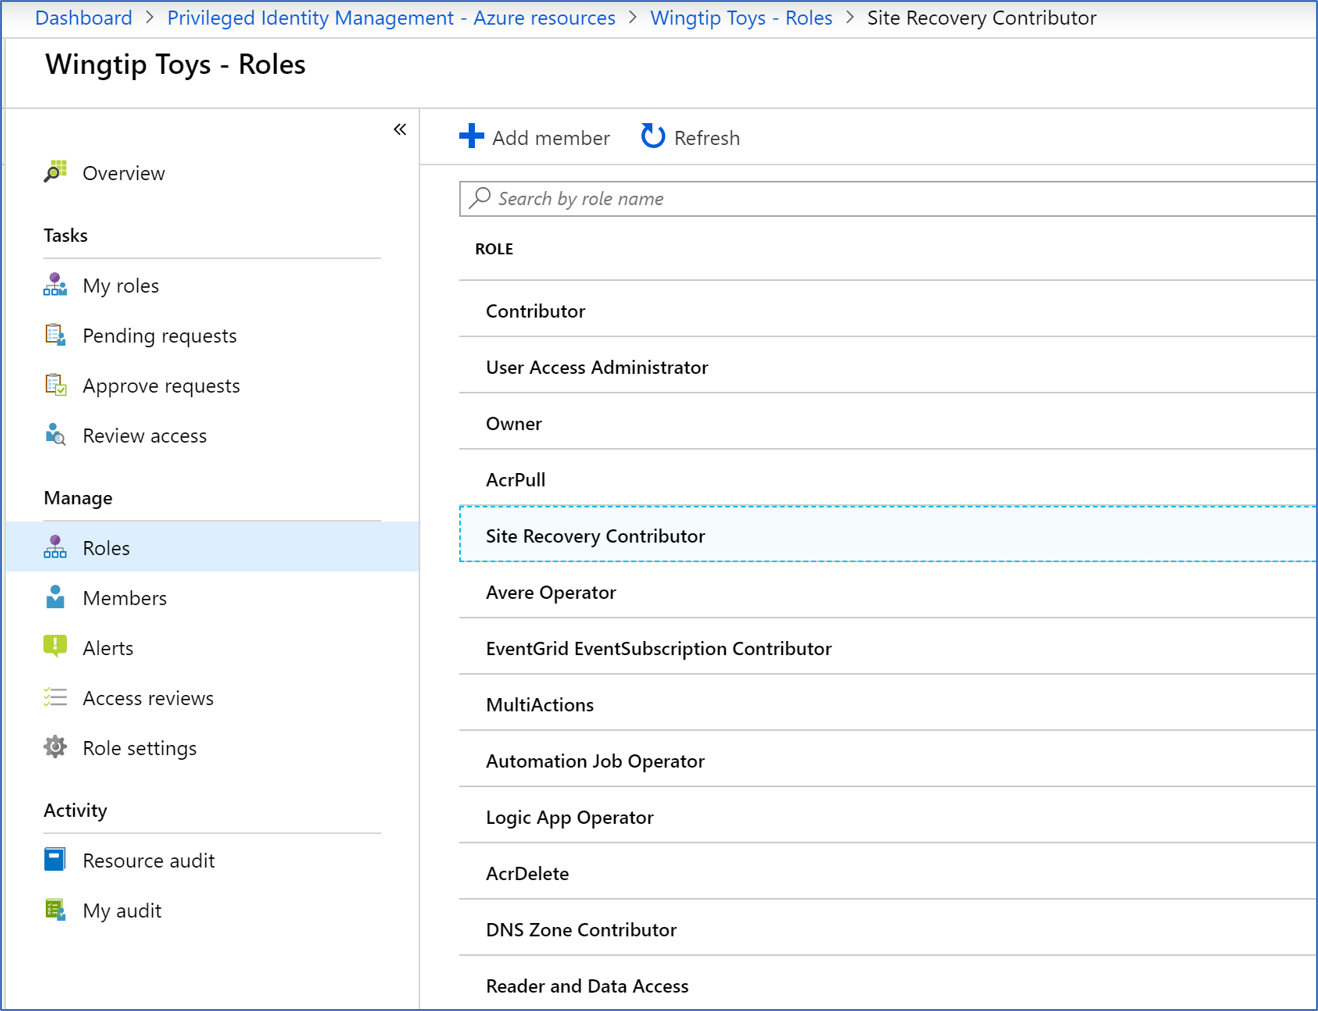 Dashboard > Privileged Identity Management - Azure resources > Wingtip Toys - Roles > Site Recovery Contributor
Wingtip Toys - Roles
«
Overview
Tasks
My roles
Pending requests
Approve requests
Review access
Manage
Roles
Members
Alerts
Access reviews
Role settings
Activity
Resource audit
My audit
Add member Refresh
Search by role name
ROLE
Contributor
User Access Administrator
Owner
AcrPull
Site Recovery Contributor
Avere Operator
EventGrid EventSubscription Contributor
MultiActions
Automation Job Operator
Logic App Operator
AcrDelete
DNS Zone Contributor
Reader and Data Access